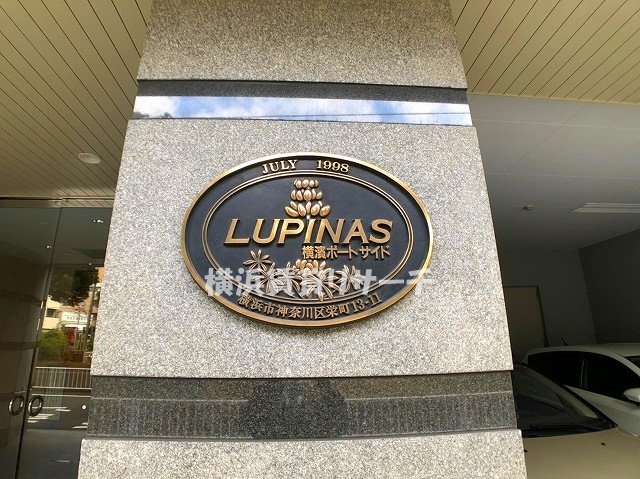 JULY 1998
LUPINAS
横濱ポートサイド
横浜賃貸リサーチ
横浜市神奈川区栄町13-11